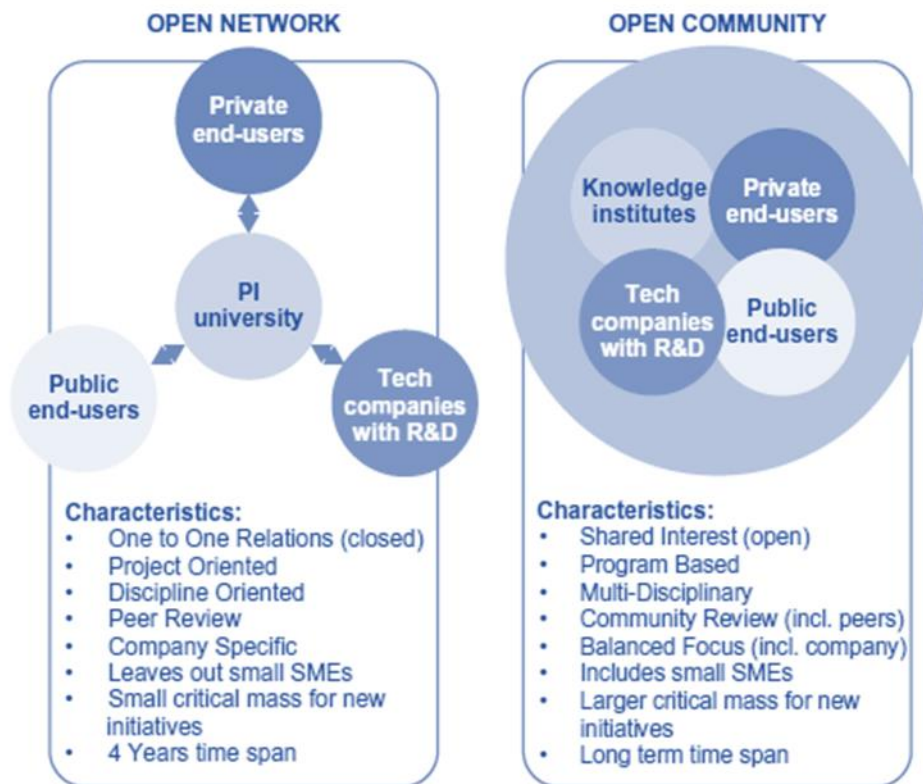 OPEN NETWORK
Private
end-users
PI
university
Public
end-users
Tech
companies
with R&D
Characteristics:
• One to One Relations (closed)
• Project Oriented
• Discipline Oriented
• Peer Review
• Company Specific
• Leaves out small SMEs
• Small critical mass for new
initiatives
• 4 Years time span
OPEN COMMUNITY
Knowledge
institutes
Private
end-users
Tech
companies
with R&D
Public
end-users
Characteristics:
• Shared Interest (open)
• Program Based
• Multi-Disciplinary
• Community Review (incl. peers)
• Balanced Focus (incl. company)
• Includes small SMEs
• Larger critical mass for new
initiatives
• Long term time span